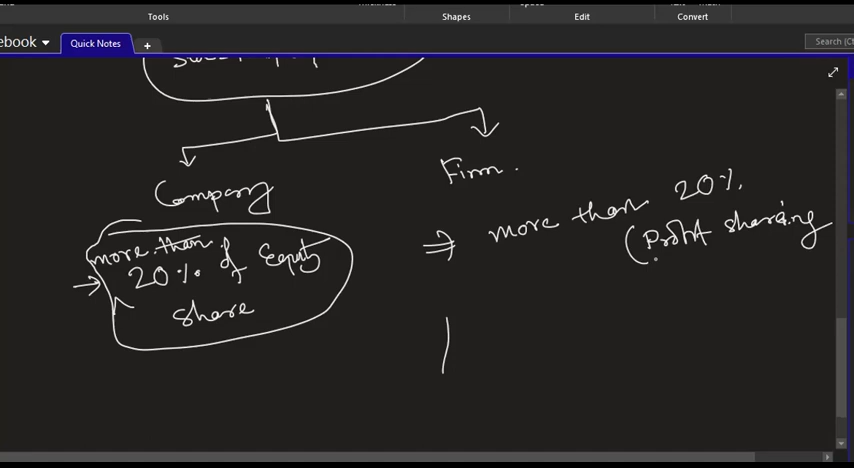 Tools
Shapes
Edit
Convert
ebook
Quick Notes
+
Search (C
Company
Firm.
more than
→ 20% of Equity
share
⇒ more than 20%.
(Profit sharing